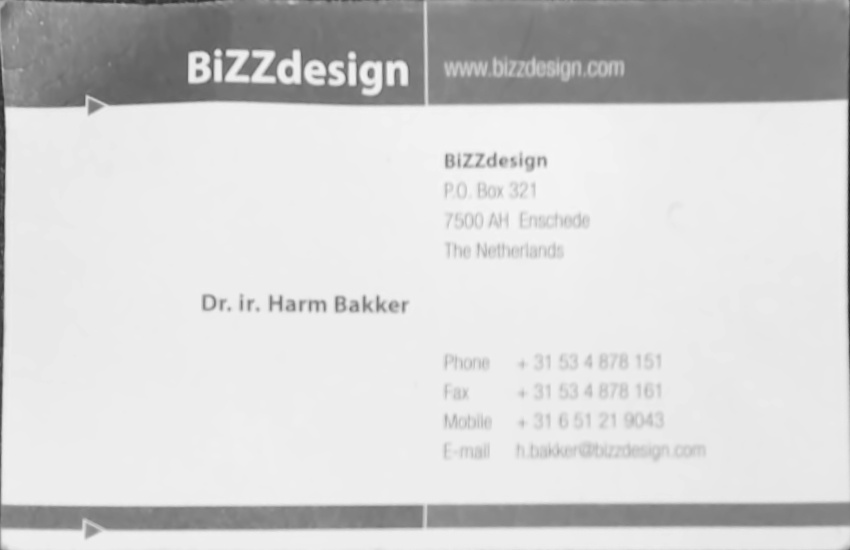 BiZZdesign
www.bizzdesign.com
BiZZdesign
P.O. Box 321
7500 AH Enschede
The Netherlands
Dr. ir. Harm Bakker
Phone + 31 53 4 878 151
Fax + 31 53 4 878 161
Mobile + 31 6 51 21 9043
E-mail h.bakker@bizzdesign.com